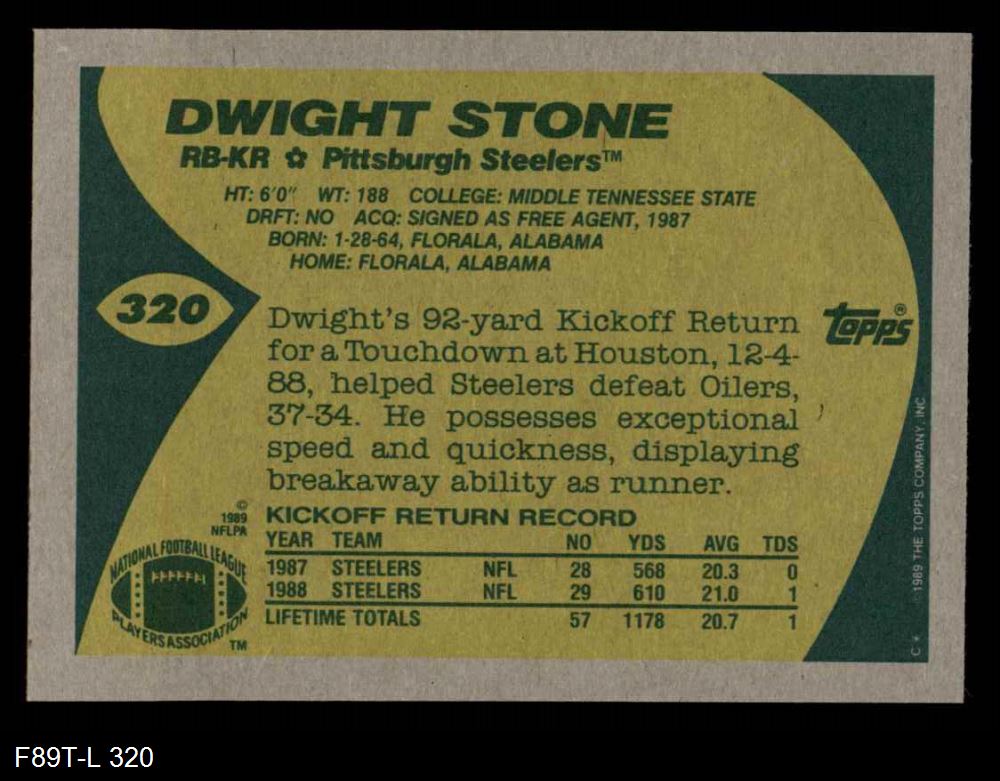 DWIGHT STONE
RB-KR ✿ Pittsburgh Steelers™
HT: 6'0" WT: 188 COLLEGE: MIDDLE TENNESSEE STATE
DRFT: NO ACQ: SIGNED AS FREE AGENT, 1987
BORN: 1-28-64, FLORALA, ALABAMA
HOME: FLORALA, ALABAMA
320
Dwight's 92-yard Kickoff Return
for a Touchdown at Houston, 12-4-
88, helped Steelers defeat Oilers,
37-34. He possesses exceptional
speed and quickness, displaying
breakaway ability as runner.
topps®
© 1989 THE TOPPS COMPANY, INC.
C*
©
1989
NFLPA
NATIONAL FOOTBALL LEAGUE
PLAYERS ASSOCIATION
TM
KICKOFF RETURN RECORD
YEAR TEAM NO YDS AVG TDS
1987 STEELERS NFL 28 568 20.3 0
1988 STEELERS NFL 29 610 21.0 1
LIFETIME TOTALS 57 1178 20.7 1
F89T-L 320